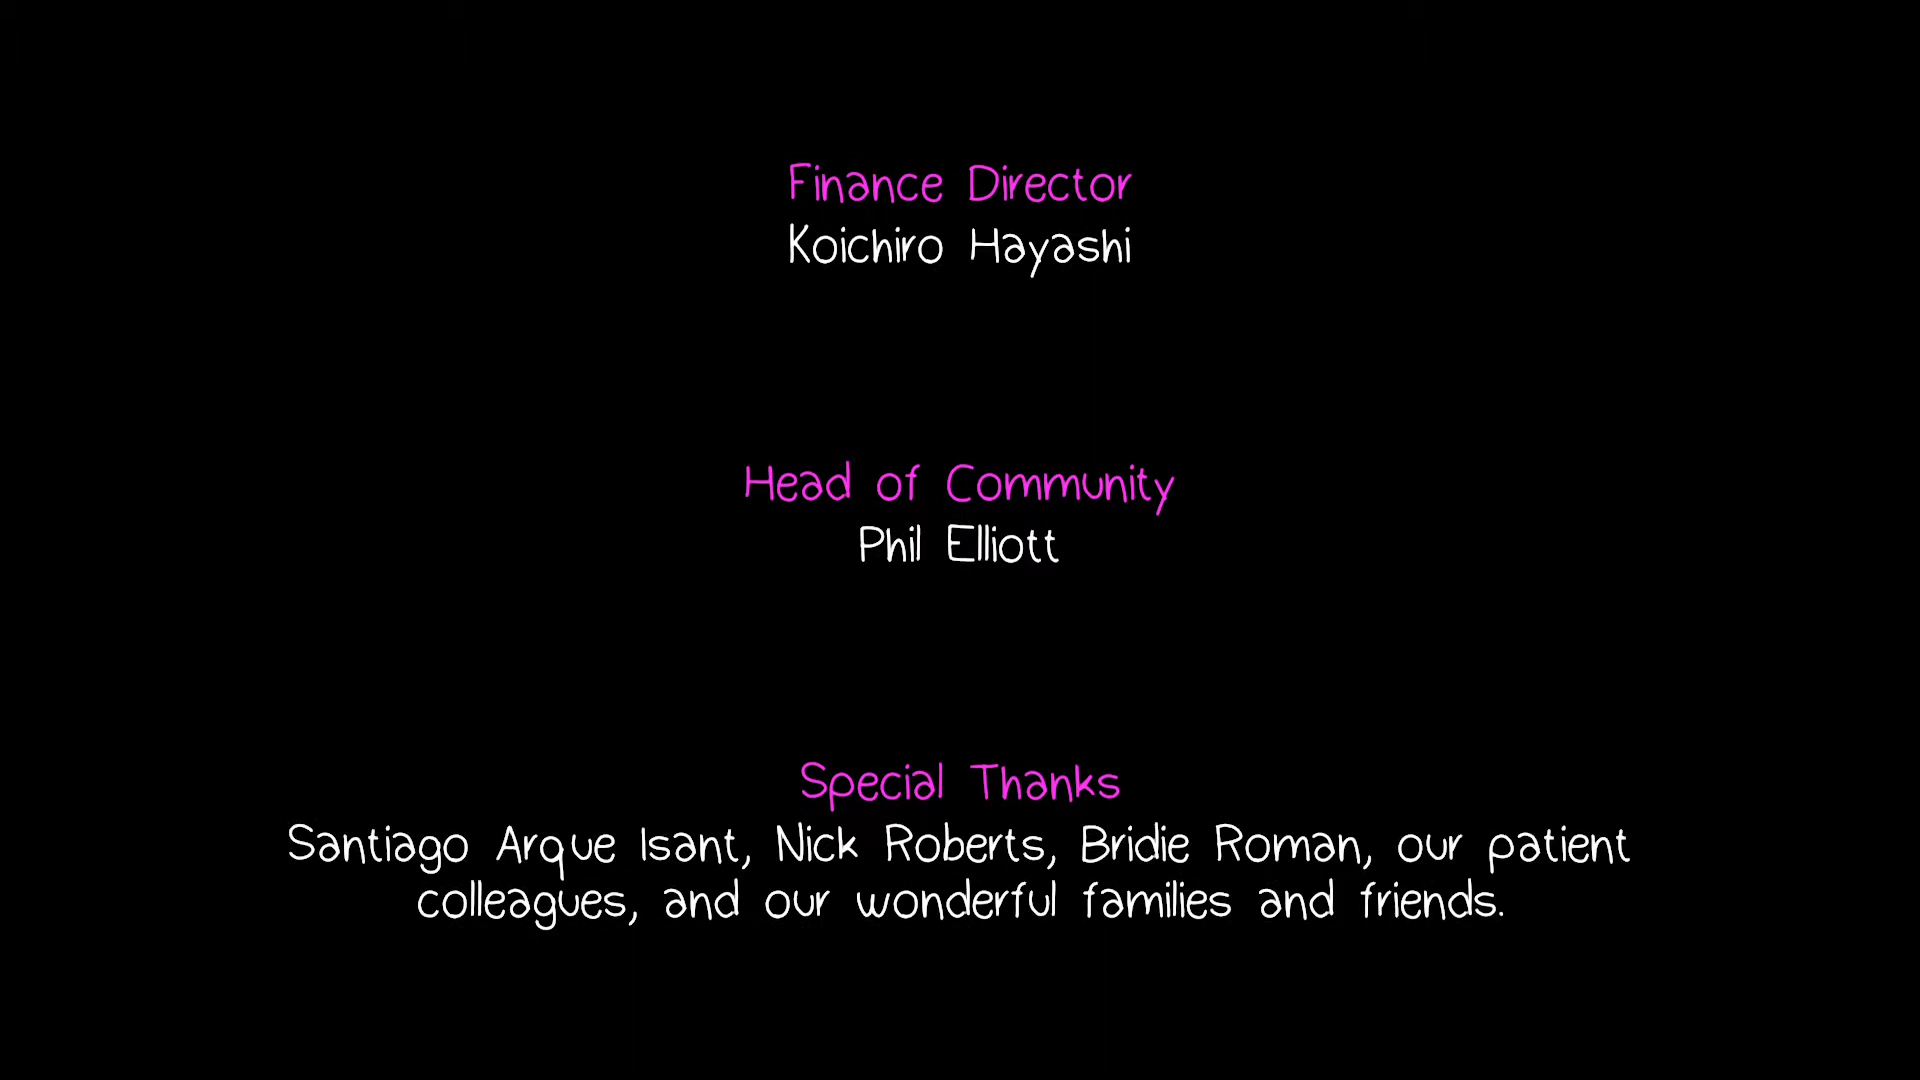 Finance Director
Koichiro Hayashi
Head of Community
Phil Elliott
Special Thanks
Santiago Arque Isant, Nick Roberts, Bridie Roman, our patient
colleagues, and our wonderful families and friends.